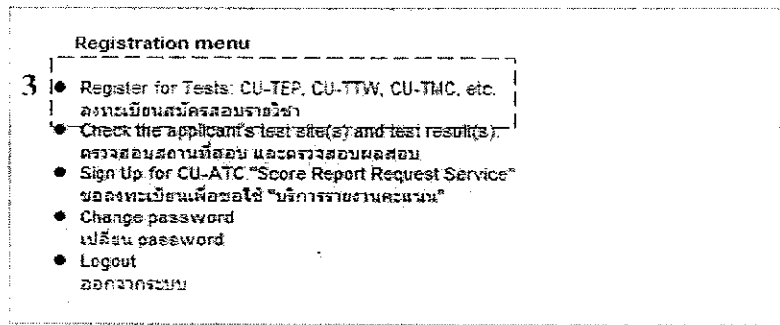 Registration menu
3 ● Register for Tests: CU-TEP, CU-TTW, CU-TMC, etc.
ลงทะเบียนสมัครสอบรายวิชา
● Check the applicant's test site(s) and test result(s).
ตรวจสอบสถานที่สอบ และตรวจสอบผลสอบ
● Sign Up for CU-ATC "Score Report Request Service"
ขอลงทะเบียนเพื่อขอใช้ "บริการรายงานคะแนน"
● Change password
เปลี่ยน password
● Logout
ออกจากระบบ